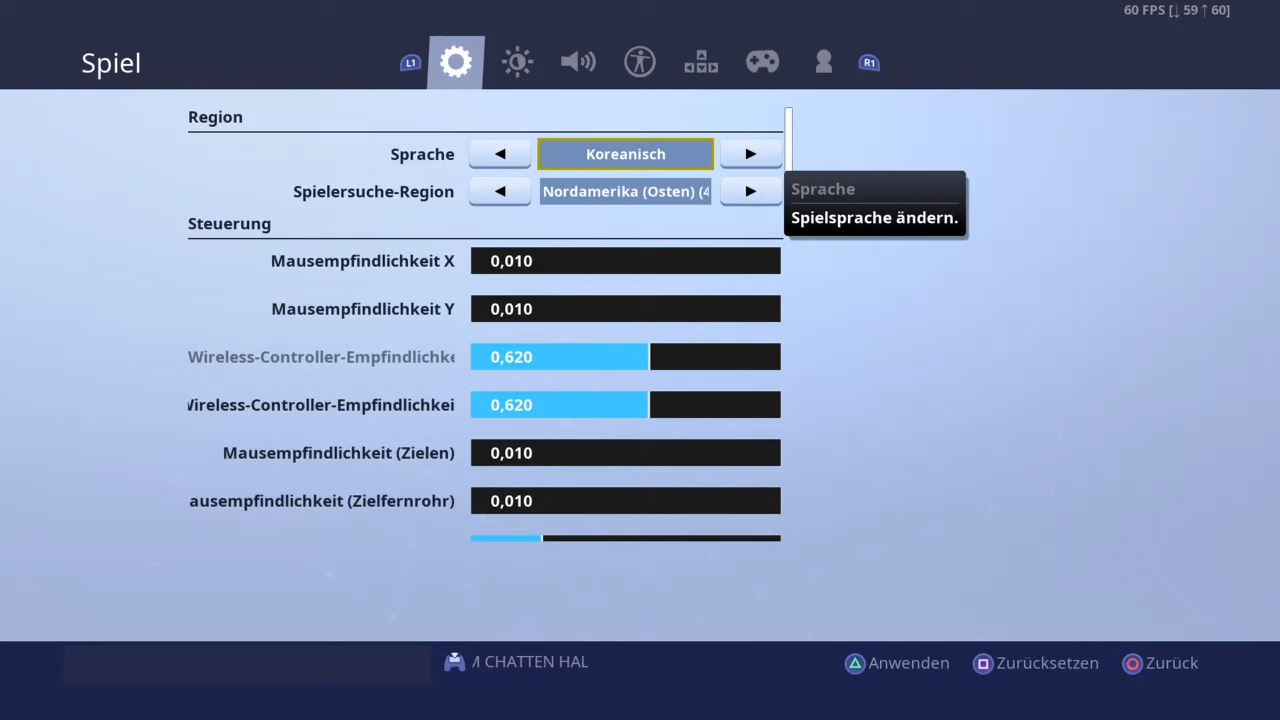 60 FPS [↓ 59 ↑ 60]
Spiel
L1
R1
Region
Sprache
Koreanisch
Spielersuche-Region
Nordamerika (Osten) (4
Sprache
Spielsprache ändern.
Steuerung
Mausempfindlichkeit X
0,010
Mausempfindlichkeit Y
0,010
Wireless-Controller-Empfindlichke
0,620
Wireless-Controller-Empfindlichkei
0,620
Mausempfindlichkeit (Zielen)
0,010
ausempfindlichkeit (Zielfernrohr)
0,010
CHATTEN HAL
Anwenden
Zurücksetzen
Zurück